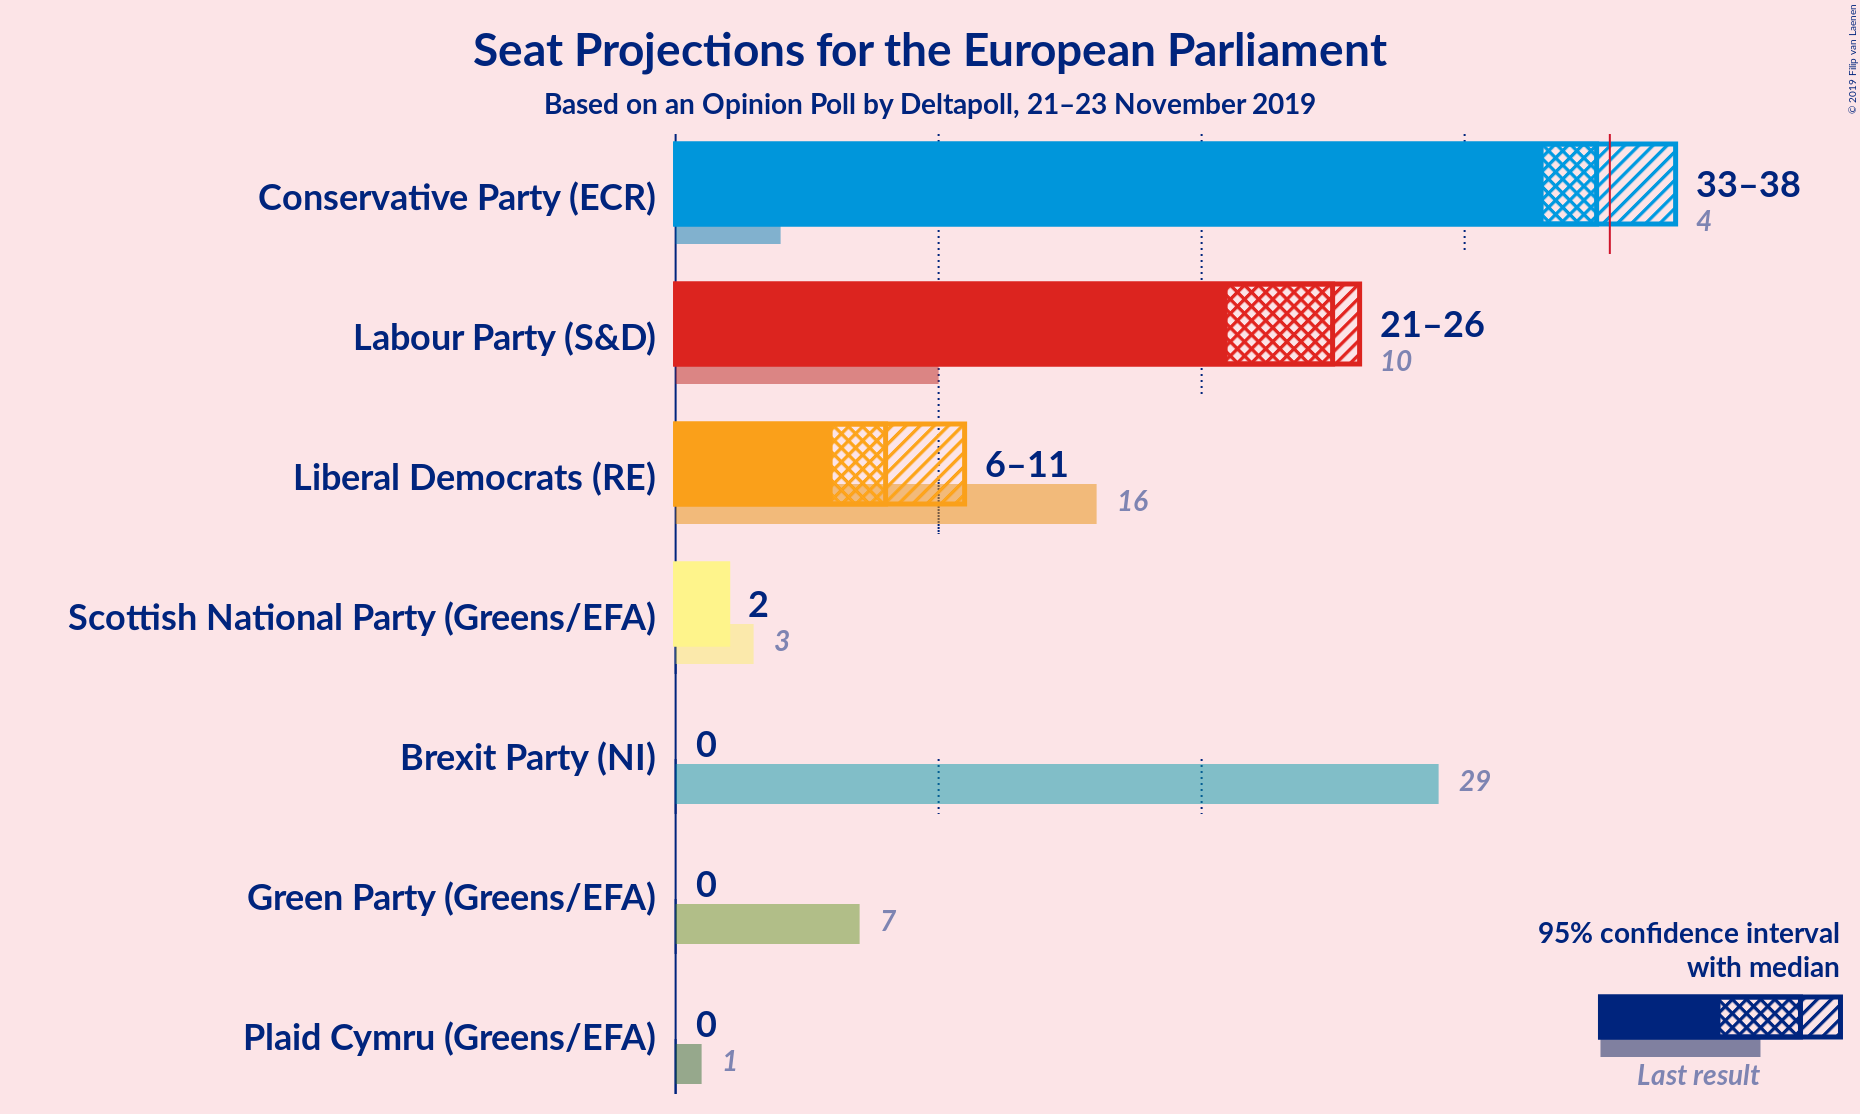 Seat Projections for the European Parliament
Based on an Opinion Poll by Deltapoll, 21–23 November 2019
© 2019 Filip van Laenen
Conservative Party (ECR)
33–38
4
Labour Party (S&D)
21–26
10
Liberal Democrats (RE)
6–11
16
Scottish National Party (Greens/EFA)
2
3
Brexit Party (NI)
0
29
Green Party (Greens/EFA)
0
7
Plaid Cymru (Greens/EFA)
0
1
95% confidence interval
with median
Last result